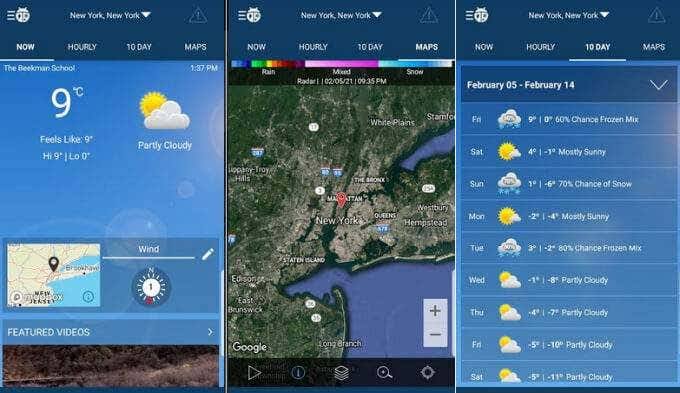 New York, New York
NOW HOURLY 10 DAY MAPS
The Beekman School 1:37 PM
9°C
Feels Like: 9°
Hi 9° | Lo 0°
Partly Cloudy
Wind
Brookhave
NEW
JERSEY
mapbox
N
1
FEATURED VIDEOS
New York, New York
NOW HOURLY 10 DAY MAPS
Rain Mixed Snow
Radar | 02/05/21 | 09:35 PM
White Plains
Stamfo
287
Hills
THE BRONX
MANHATTAN
New York
QUEENS
Westbury
Hempstead
678
STATEN ISLAND
Edison
East
Brunswick
Long Branch
Google
New York, New York
NOW HOURLY 10 DAY MAPS
February 05 - February 14
Fri 60% 9° | 0° 60% Chance Frozen Mix
Sat 4° | -1° Mostly Sunny
Sun 70% 1° | -6° 70% Chance of Snow
Mon -2° | -4° Mostly Sunny
Tue 80% 3° | -2° 80% Chance Frozen Mix
Wed -1° | -8° Partly Cloudy
Thu -4° | -7° Partly Cloudy
Fri -5° | -10° Partly Cloudy
Sat -5° | -11° Partly Cloudy